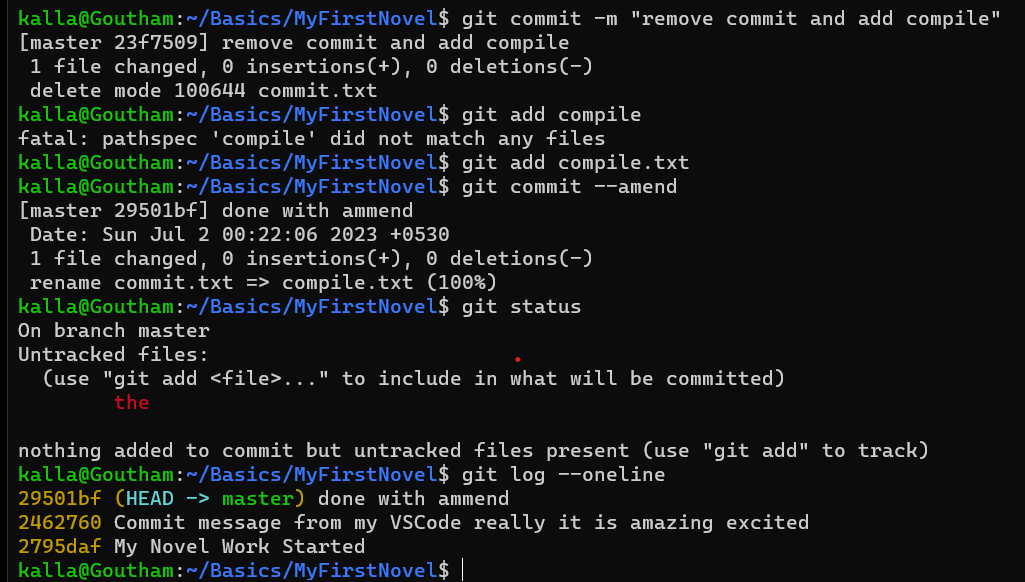 kalla@Goutham:~/Basics/MyFirstNovel$ git commit -m "remove commit and add compile"
[master 23f7509] remove commit and add compile
 1 file changed, 0 insertions(+), 0 deletions(-)
 delete mode 100644 commit.txt
kalla@Goutham:~/Basics/MyFirstNovel$ git add compile
fatal: pathspec 'compile' did not match any files
kalla@Goutham:~/Basics/MyFirstNovel$ git add compile.txt
kalla@Goutham:~/Basics/MyFirstNovel$ git commit --amend
[master 29501bf] done with ammend
 Date: Sun Jul 2 00:22:06 2023 +0530
 1 file changed, 0 insertions(+), 0 deletions(-)
 rename commit.txt => compile.txt (100%)
kalla@Goutham:~/Basics/MyFirstNovel$ git status
On branch master
Untracked files:
  (use "git add <file>..." to include in what will be committed)
        the

nothing added to commit but untracked files present (use "git add" to track)
kalla@Goutham:~/Basics/MyFirstNovel$ git log --oneline
29501bf (HEAD -> master) done with ammend
2462760 Commit message from my VSCode really it is amazing excited
2795daf My Novel Work Started
kalla@Goutham:~/Basics/MyFirstNovel$